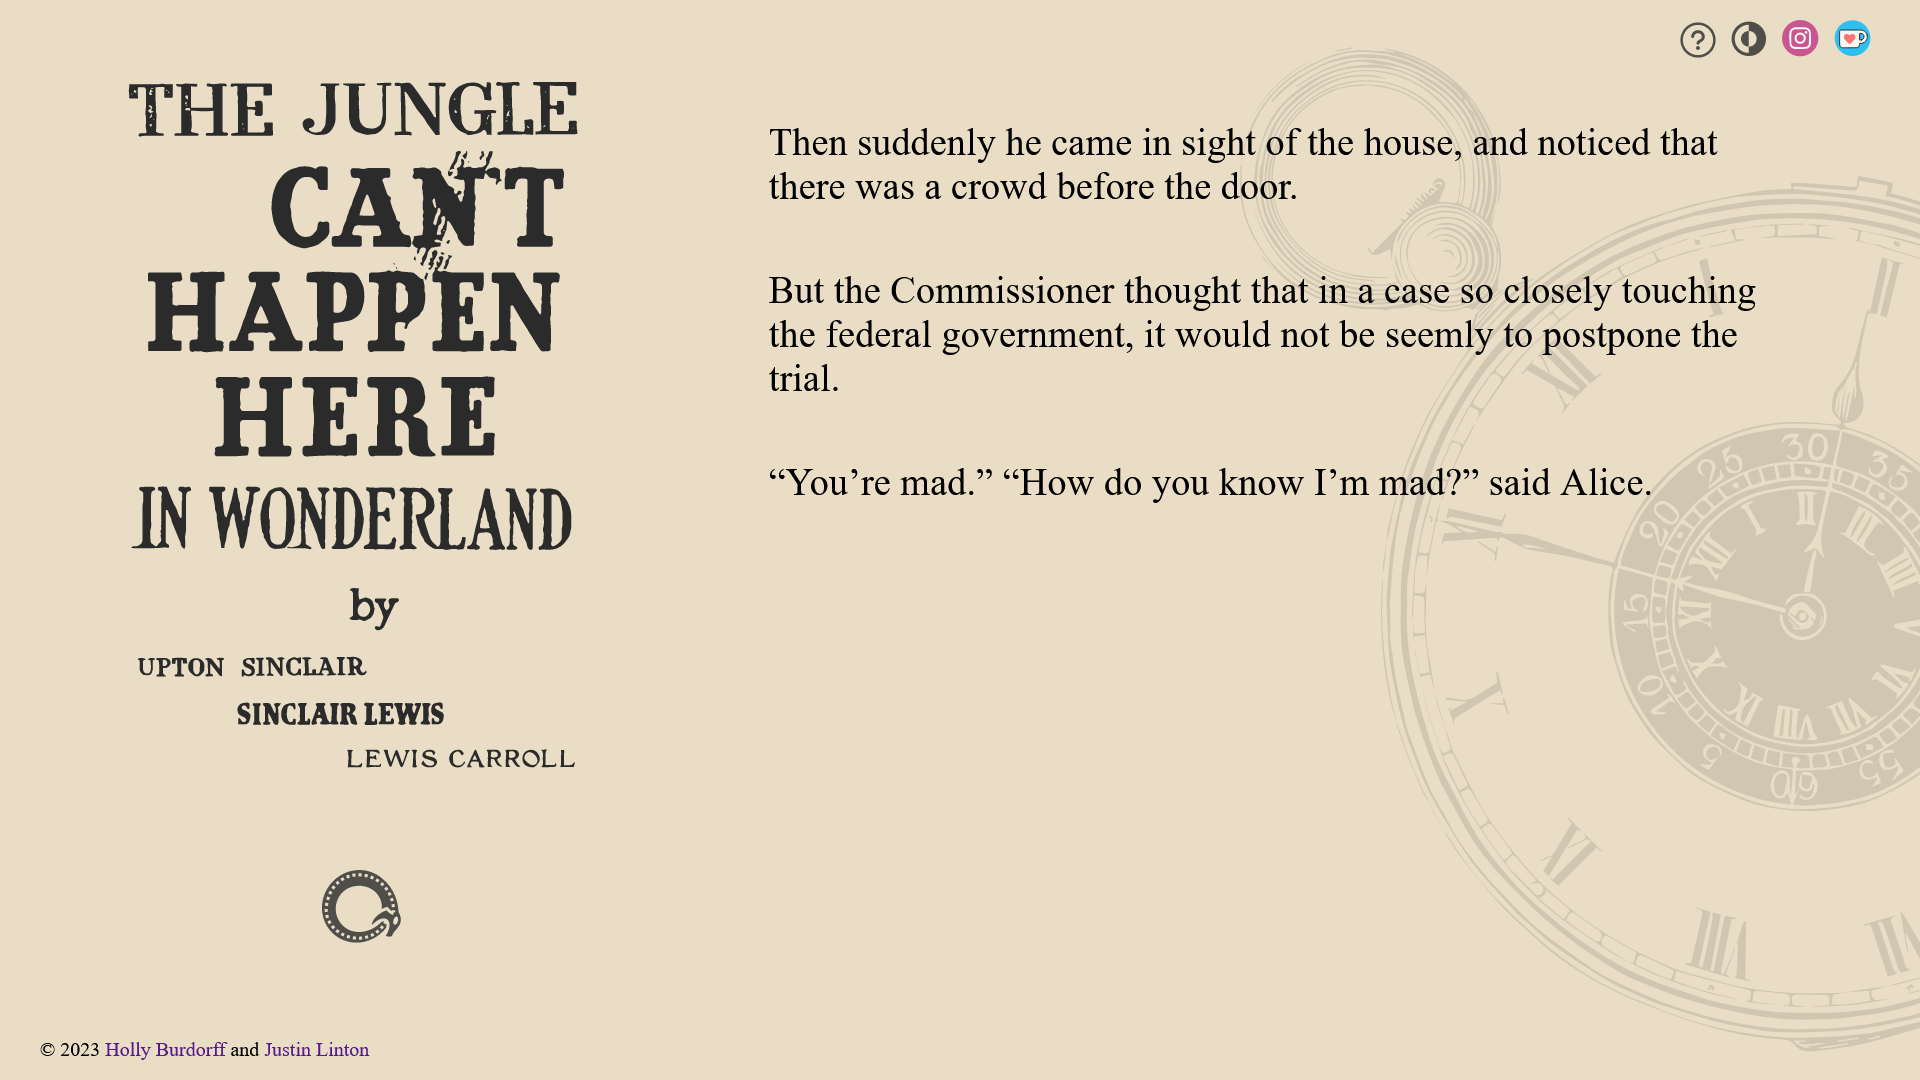 THE JUNGLE
CAN'T
HAPPEN
HERE
IN WONDERLAND
by
UPTON SINCLAIR
SINCLAIR LEWIS
LEWIS CARROLL
Then suddenly he came in sight of the house, and noticed that
there was a crowd before the door.
But the Commissioner thought that in a case so closely touching
the federal government, it would not be seemly to postpone the
trial.
“You’re mad.” “How do you know I’m mad?” said Alice.
© 2023 Holly Burdorff and Justin Linton